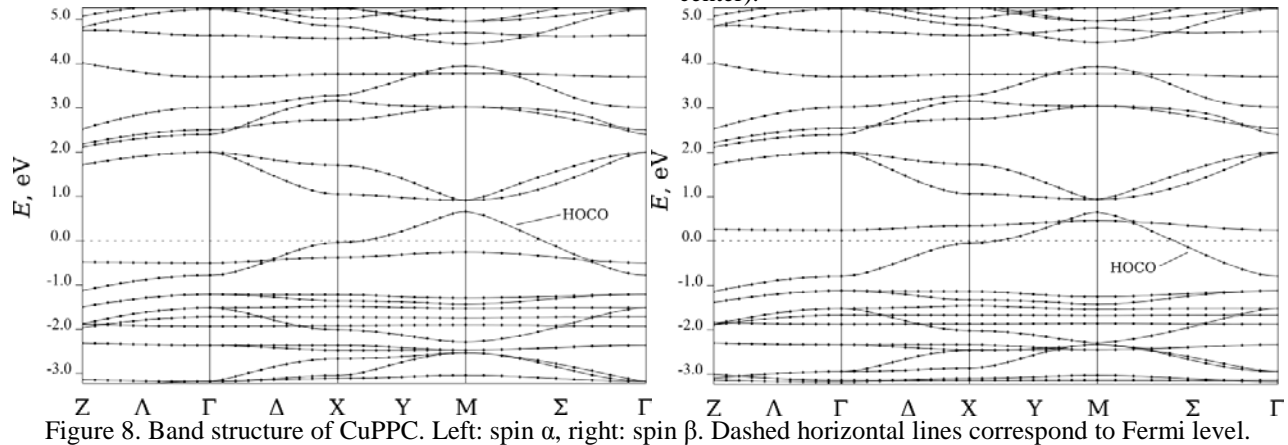 center).
5.0 5.0
4.0 4.0
3.0 3.0
2.0 2.0
E, eV E, eV
1.0 1.0
HOCO
0.0 0.0
HOCO
-1.0 -1.0
-2.0 -2.0
-3.0 -3.0
Z Λ Γ Δ X Y M Σ Γ Z Λ Γ Δ X Y M Σ Γ
Figure 8. Band structure of CuPPC. Left: spin α, right: spin β. Dashed horizontal lines correspond to Fermi level.